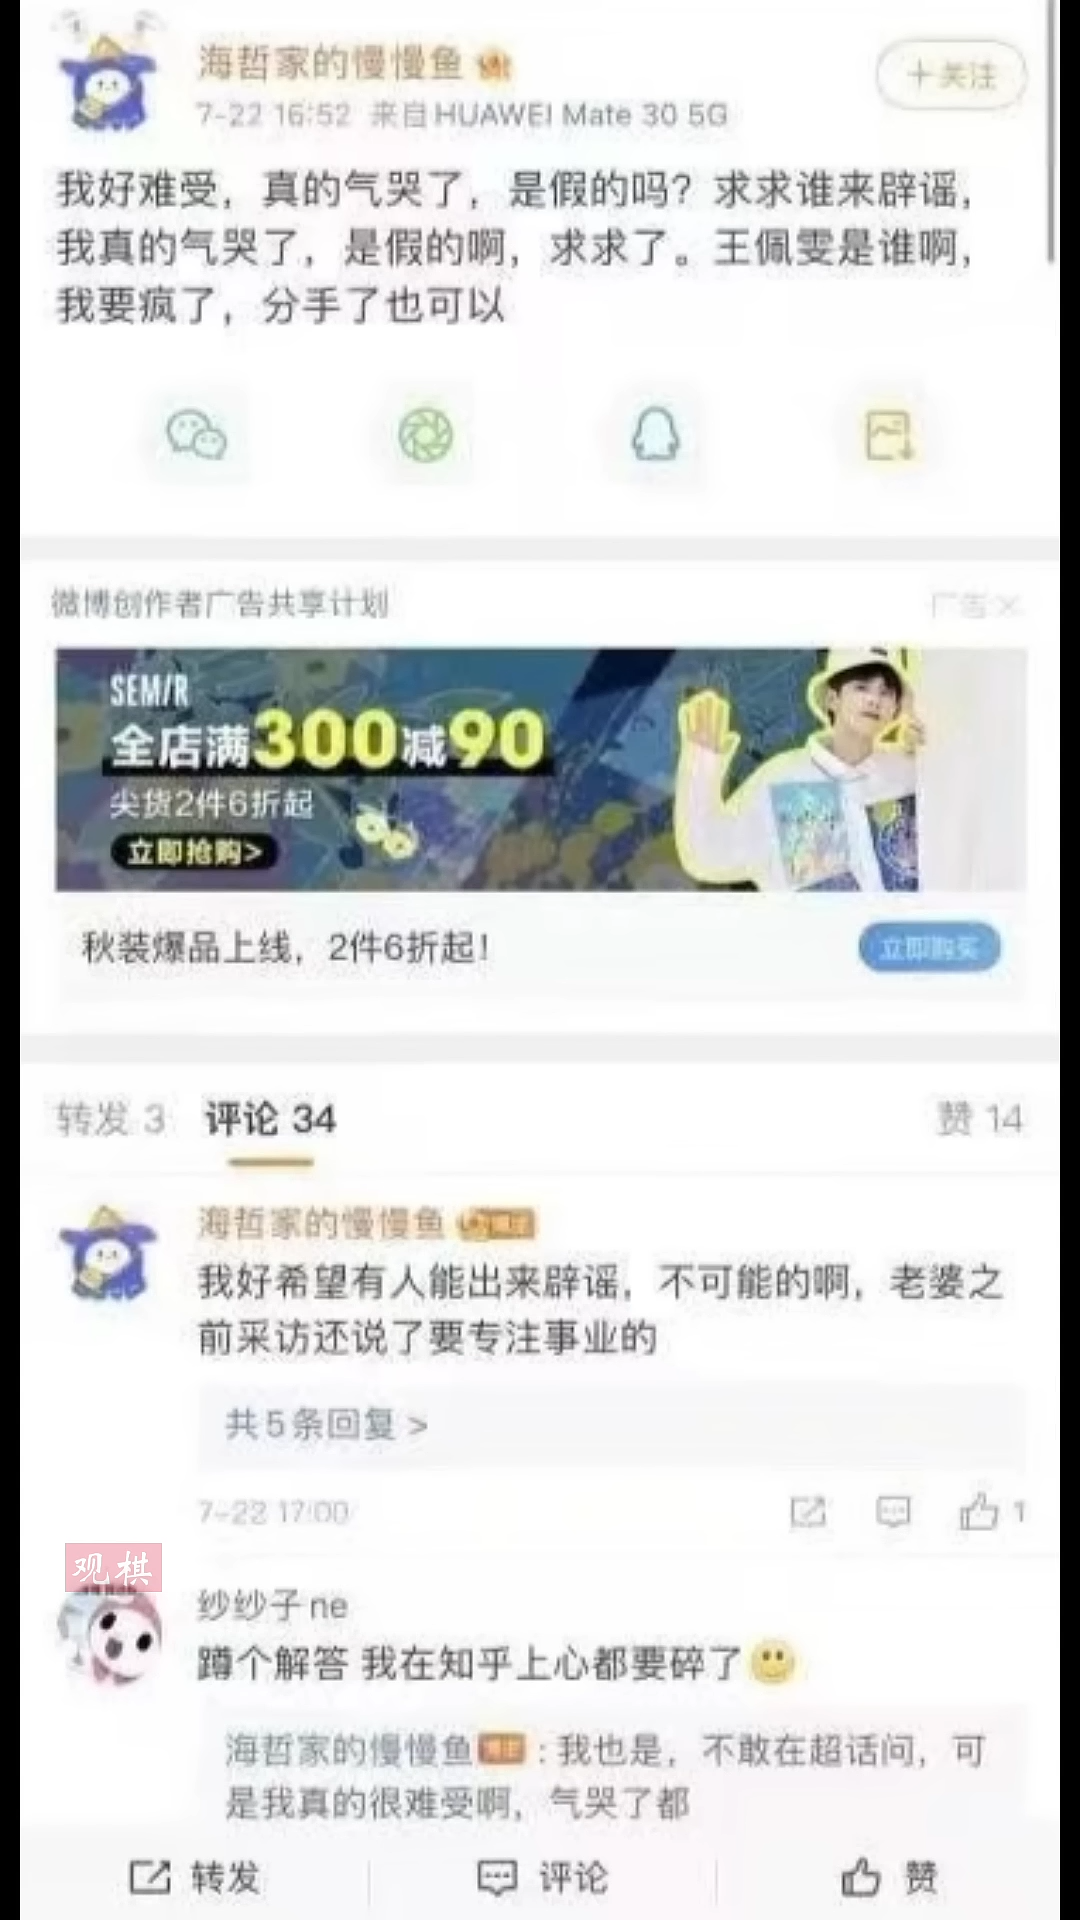 海哲家的慢慢鱼
+关注
7-22 16:52 来自HUAWEI Mate 30 5G
我好难受，真的气哭了，是假的吗？求求谁来辟谣，
我真的气哭了，是假的啊，求求了。王佩雯是谁啊，
我要疯了，分手了也可以
微博创作者广告共享计划
广告
SEM/R
全店满300减90
尖货2件6折起
立即抢购>
秋装爆品上线，2件6折起！
立即购买
转发 3 评论 34
赞 14
海哲家的慢慢鱼
我好希望有人能出来辟谣，不可能的啊，老婆之
前采访还说了要专注事业的
共5条回复 >
7-22 17:00
1
观棋
纱纱子ne
蹲个解答 我在知乎上心都要碎了
海哲家的慢慢鱼：我也是，不敢在超话问，可
是我真的很难受啊，气哭了都
转发
评论
赞